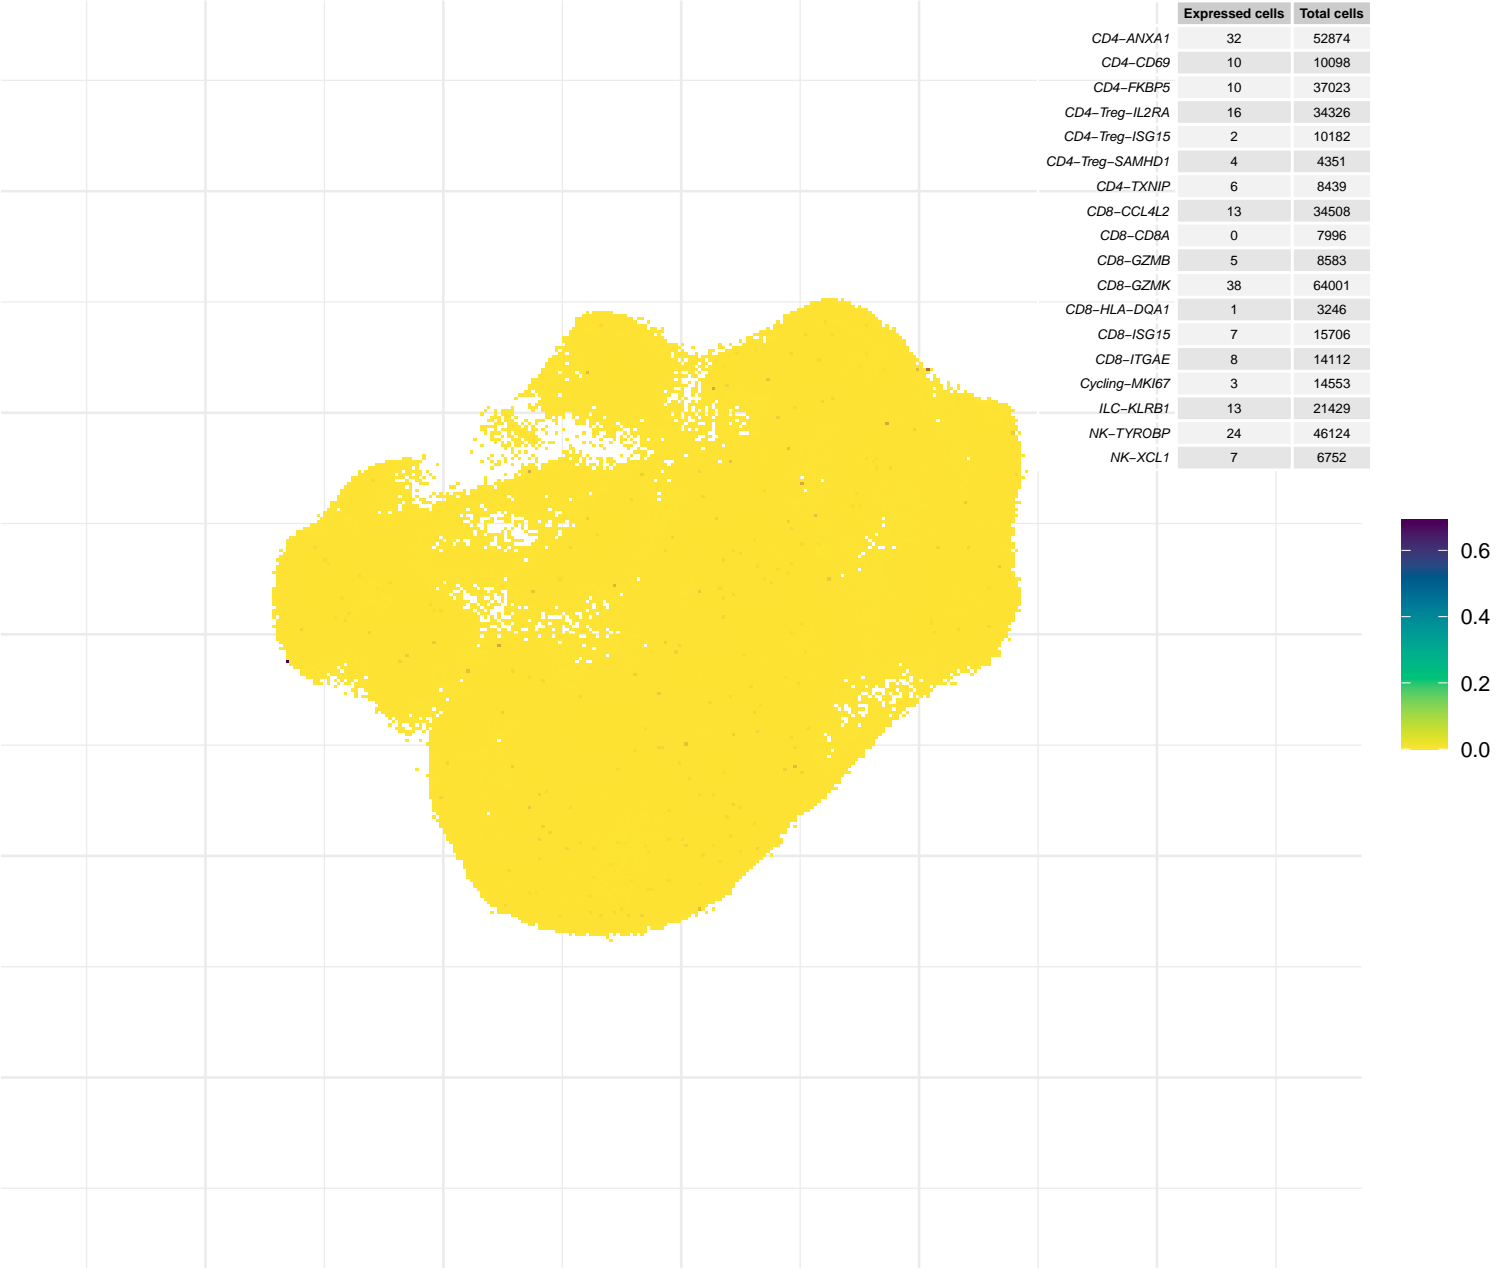 Expressed cells Total cells
CD4−ANXA1 32 52874
CD4−CD69 10 10098
CD4−FKBP5 10 37023
CD4−Treg−IL2RA 16 34326
CD4−Treg−ISG15 2 10182
CD4−Treg−SAMHD1 4 4351
CD4−TXNIP 6 8439
CD8−CCL4L2 13 34508
CD8−CD8A 0 7996
CD8−GZMB 5 8583
CD8−GZMK 38 64001
CD8−HLA−DQA1 1 3246
CD8−ISG15 7 15706
CD8−ITGAE 8 14112
Cycling−MKI67 3 14553
ILC−KLRB1 13 21429
NK−TYROBP 24 46124
NK−XCL1 7 6752
0.6
0.4
0.2
0.0